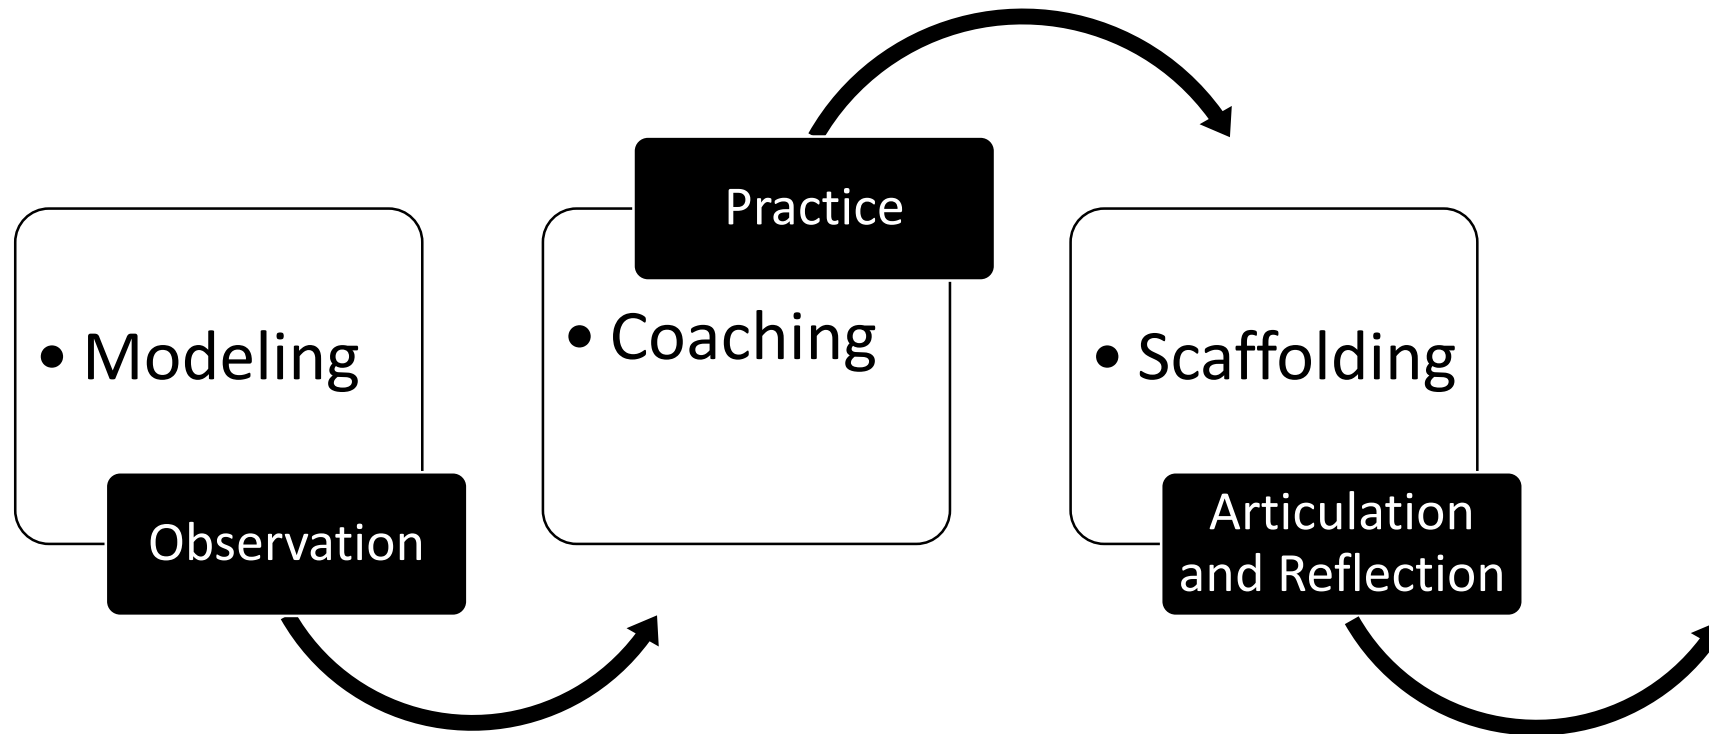 • Modeling
Observation
Practice
• Coaching
• Scaffolding
Articulation
and Reflection